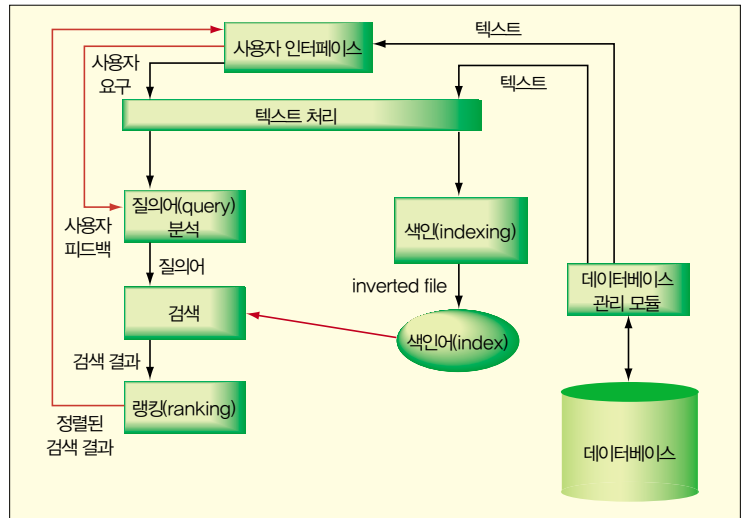 텍스트
사용자 인터페이스
사용자
요구
텍스트
텍스트 처리
질의어(query)
분석
사용자
피드백
색인(indexing)
질의어
inverted file
데이터베이스
관리 모듈
검색
색인어(index)
검색 결과
랭킹(ranking)
정렬된
검색 결과
데이터베이스